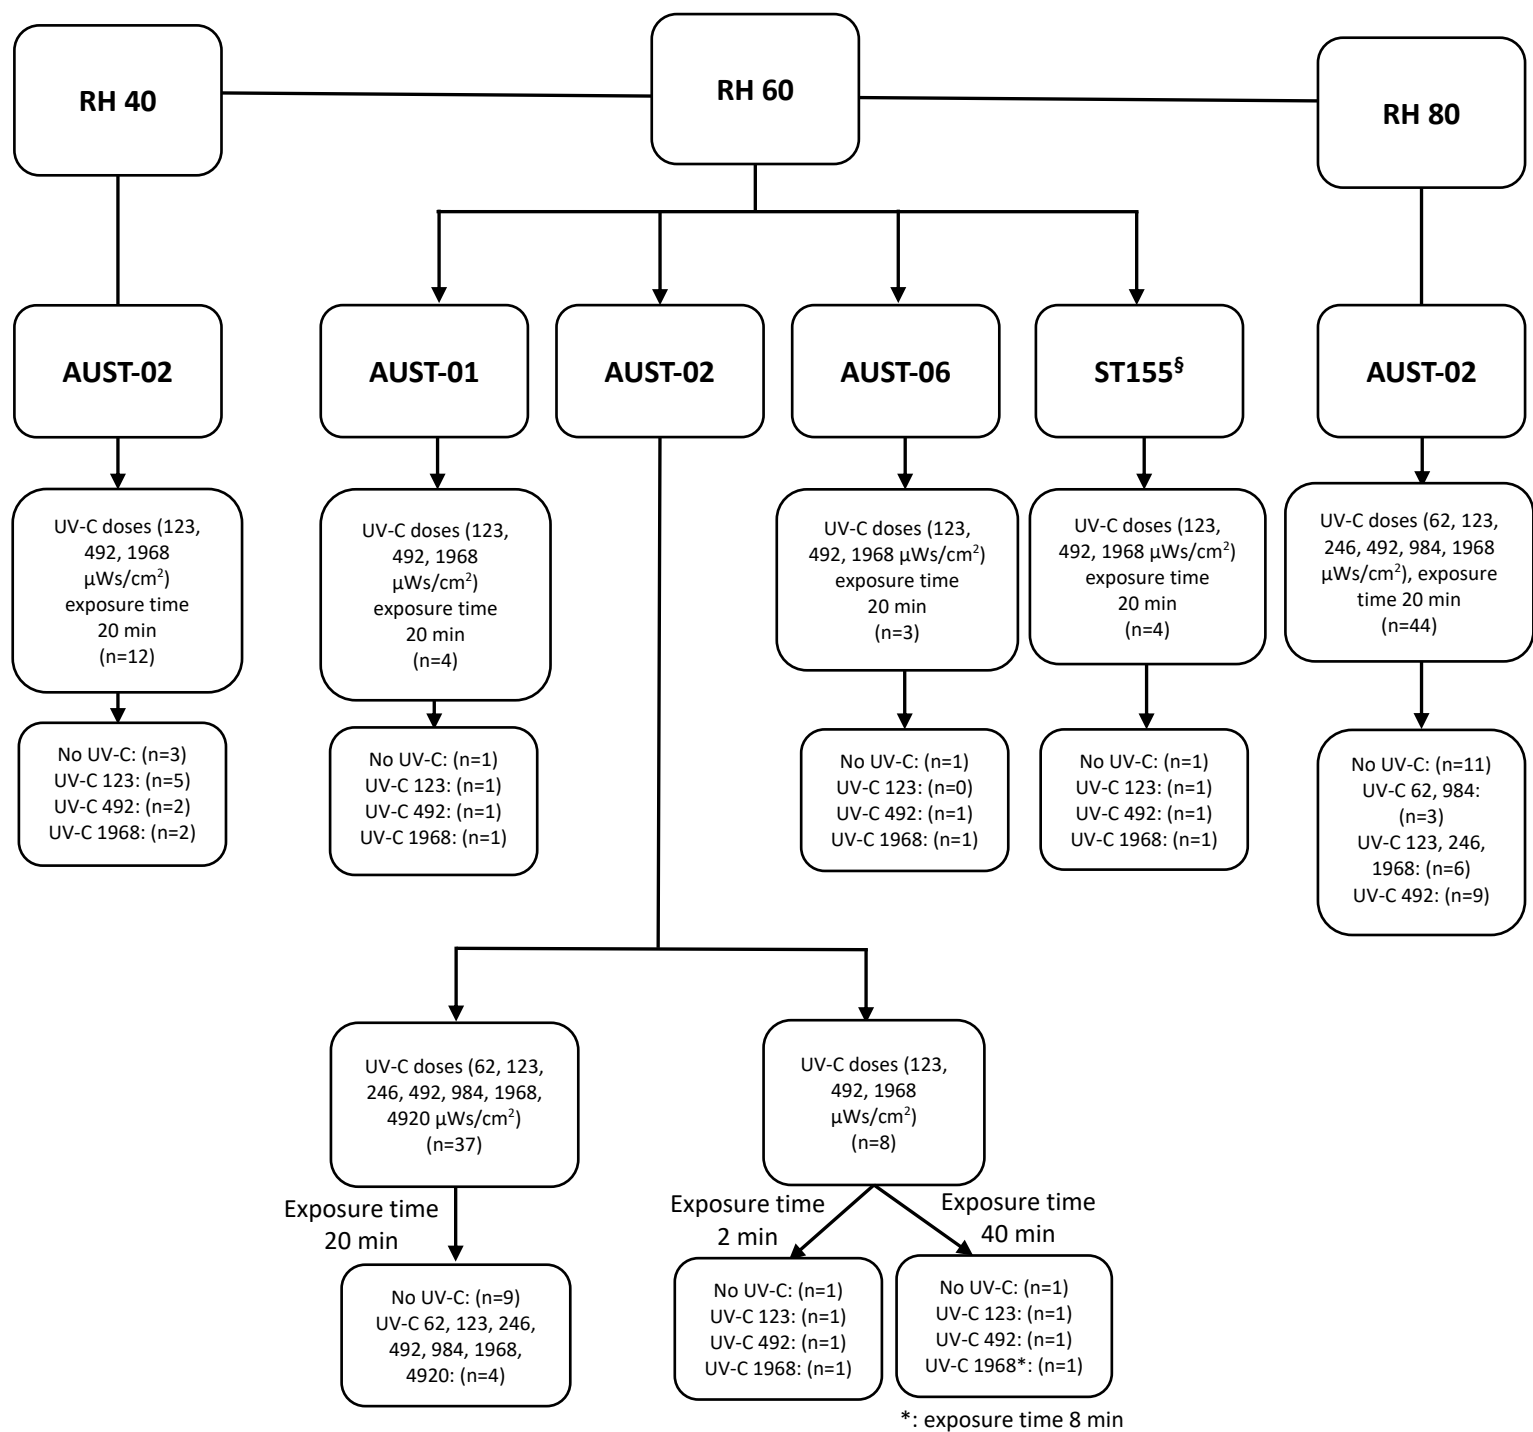 RH 40
RH 60
RH 80
AUST-02
AUST-01
AUST-02
AUST-06
ST155§
AUST-02
UV-C doses (123,
492, 1968
µWs/cm²)
exposure time
20 min
(n=12)
UV-C doses (123,
492, 1968
µWs/cm²)
exposure time
20 min
(n=4)
UV-C doses (123,
492, 1968 µWs/cm²)
exposure time
20 min
(n=3)
UV-C doses (123,
492, 1968 µWs/cm²)
exposure time
20 min
(n=4)
UV-C doses (62, 123,
246, 492, 984, 1968
µWs/cm²), exposure
time 20 min
(n=44)
No UV-C: (n=3)
UV-C 123: (n=5)
UV-C 492: (n=2)
UV-C 1968: (n=2)
No UV-C: (n=1)
UV-C 123: (n=1)
UV-C 492: (n=1)
UV-C 1968: (n=1)
No UV-C: (n=1)
UV-C 123: (n=0)
UV-C 492: (n=1)
UV-C 1968: (n=1)
No UV-C: (n=1)
UV-C 123: (n=1)
UV-C 492: (n=1)
UV-C 1968: (n=1)
No UV-C: (n=11)
UV-C 62, 984:
(n=3)
UV-C 123, 246,
1968: (n=6)
UV-C 492: (n=9)
UV-C doses (62, 123,
246, 492, 984, 1968,
4920 µWs/cm²)
(n=37)
UV-C doses (123,
492, 1968
µWs/cm²)
(n=8)
Exposure time
20 min
Exposure time
2 min
Exposure time
40 min
No UV-C: (n=9)
UV-C 62, 123, 246,
492, 984, 1968,
4920: (n=4)
No UV-C: (n=1)
UV-C 123: (n=1)
UV-C 492: (n=1)
UV-C 1968: (n=1)
No UV-C: (n=1)
UV-C 123: (n=1)
UV-C 492: (n=1)
UV-C 1968*: (n=1)
*: exposure time 8 min